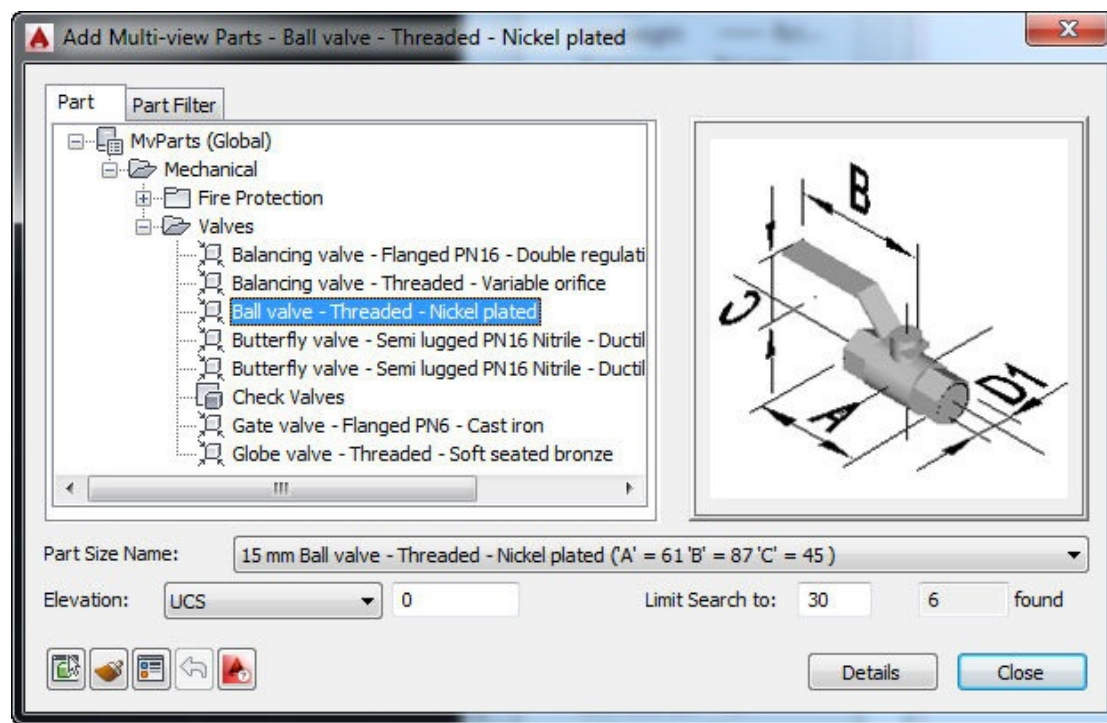 Add Multi-view Parts - Ball valve - Threaded - Nickel plated
Part
Part Filter
MvParts (Global)
Mechanical
Fire Protection
Valves
Balancing valve - Flanged PN16 - Double regulati
Balancing valve - Threaded - Variable orifice
Ball valve - Threaded - Nickel plated
Butterfly valve - Semi lugged PN16 Nitrile - Ductil
Butterfly valve - Semi lugged PN16 Nitrile - Ductil
Check Valves
Gate valve - Flanged PN6 - Cast iron
Globe valve - Threaded - Soft seated bronze
B
C
A
D1
Part Size Name: 15 mm Ball valve - Threaded - Nickel plated ('A' = 61 'B' = 87 'C' = 45 )
Elevation: UCS 0 Limit Search to: 30 6 found
Details Close